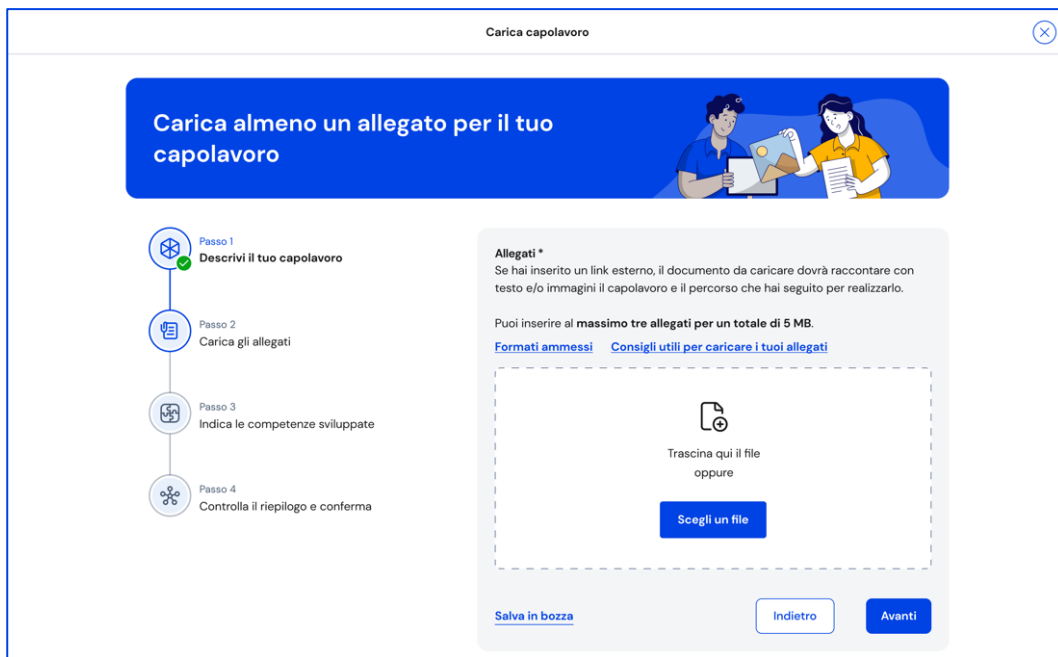 Carica capolavoro
Carica almeno un allegato per il tuo
capolavoro
Passo 1
Descrivi il tuo capolavoro
Passo 2
Carica gli allegati
Passo 3
Indica le competenze sviluppate
Passo 4
Controlla il riepilogo e conferma
Allegati *
Se hai inserito un link esterno, il documento da caricare dovrà raccontare con
testo e/o immagini il capolavoro e il percorso che hai seguito per realizzarlo.
Puoi inserire al massimo tre allegati per un totale di 5 MB.
Formati ammessi Consigli utili per caricare i tuoi allegati
Trascina qui il file
oppure
Scegli un file
Salva in bozza Indietro Avanti